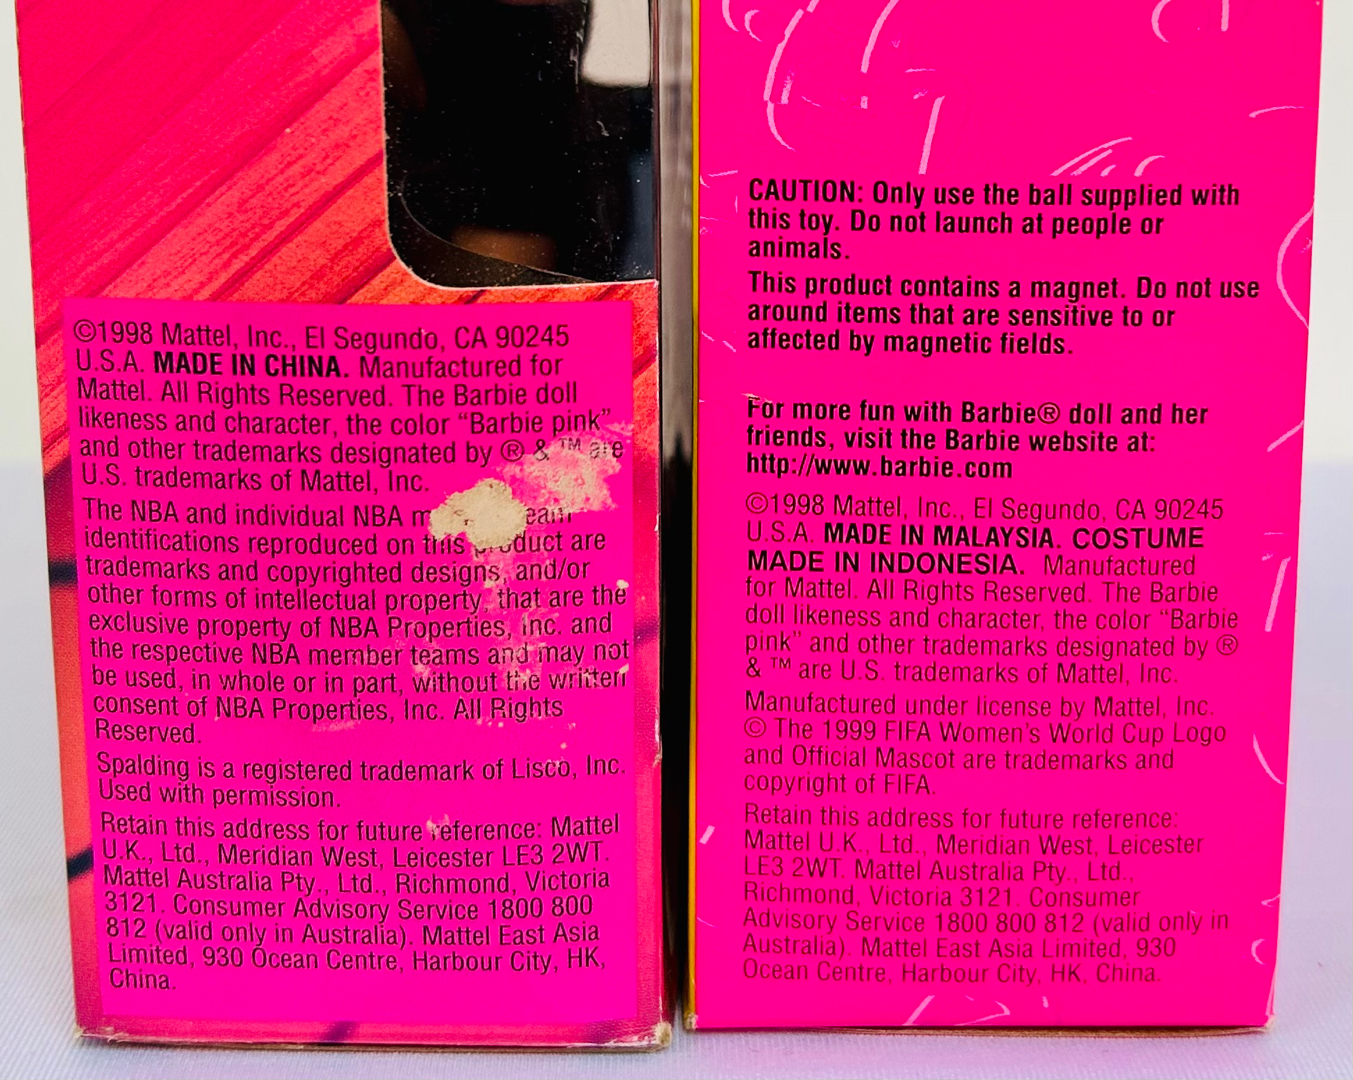 ©1998 Mattel, Inc., El Segundo, CA 90245
U.S.A. MADE IN CHINA. Manufactured for
Mattel. All Rights Reserved. The Barbie doll
likeness and character, the color “Barbie pink”
and other trademarks designated by ® & ™ are
U.S. trademarks of Mattel, Inc.
The NBA and individual NBA
identifications reproduced on this product are
trademarks and copyrighted designs, and/or
other forms of intellectual property, that are the
exclusive property of NBA Properties, Inc. and
the respective NBA member teams and may not
be used, in whole or in part, without the written
consent of NBA Properties, Inc. All Rights
Reserved.
Spalding is a registered trademark of Lisco, Inc.
Used with permission.
Retain this address for future reference: Mattel
U.K., Ltd., Meridian West, Leicester LE3 2WT.
Mattel Australia Pty., Ltd., Richmond, Victoria
3121. Consumer Advisory Service 1800 800
812 (valid only in Australia). Mattel East Asia
Limited, 930 Ocean Centre, Harbour City, HK,
China.
CAUTION: Only use the ball supplied with
this toy. Do not launch at people or
animals.
This product contains a magnet. Do not use
around items that are sensitive to or
affected by magnetic fields.
For more fun with Barbie® doll and her
friends, visit the Barbie website at:
http://www.barbie.com
©1998 Mattel, Inc., El Segundo, CA 90245
U.S.A. MADE IN MALAYSIA. COSTUME
MADE IN INDONESIA. Manufactured
for Mattel. All Rights Reserved. The Barbie
doll likeness and character, the color “Barbie
pink” and other trademarks designated by ®
& ™ are U.S. trademarks of Mattel, Inc.
Manufactured under license by Mattel, Inc.
© The 1999 FIFA Women's World Cup Logo
and Official Mascot are trademarks and
copyright of FIFA.
Retain this address for future reference:
Mattel U.K., Ltd., Meridian West, Leicester
LE3 2WT. Mattel Australia Pty., Ltd.,
Richmond, Victoria 3121. Consumer
Advisory Service 1800 800 812 (valid only in
Australia). Mattel East Asia Limited, 930
Ocean Centre, Harbour City, HK, China.